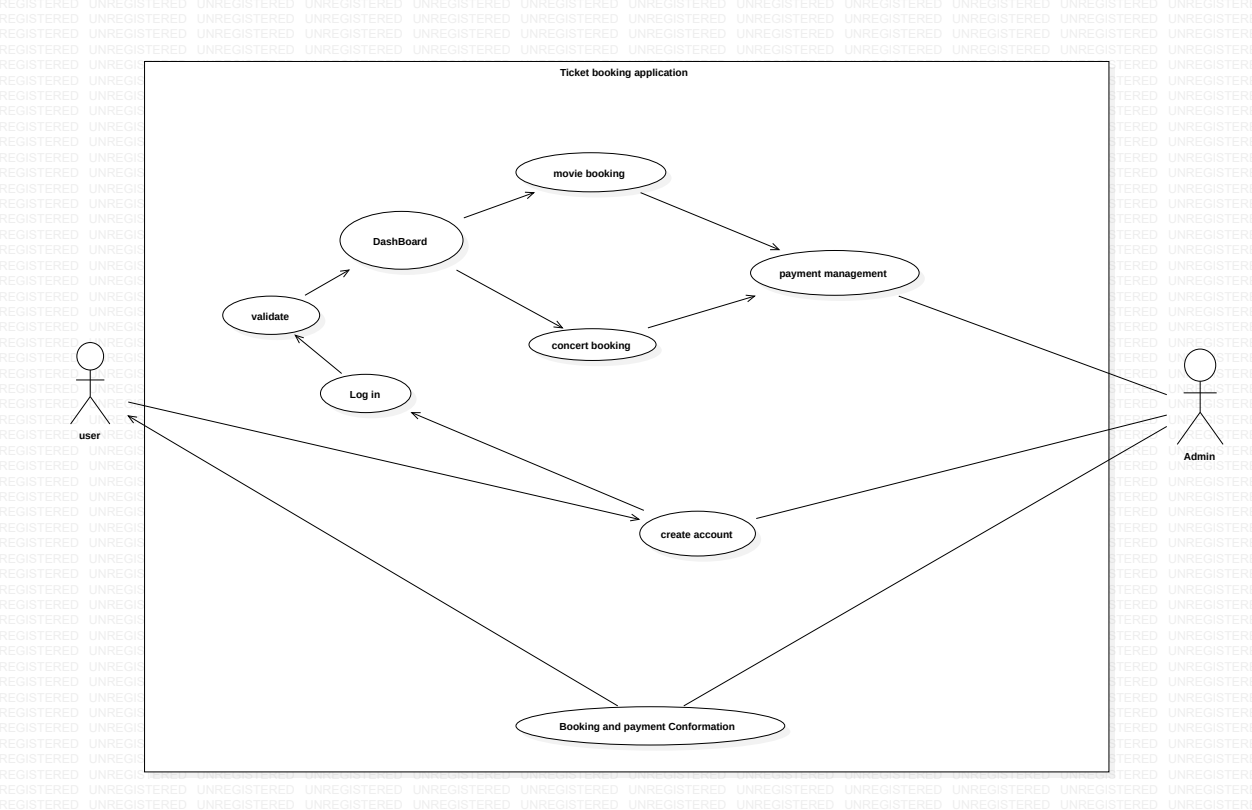 Ticket booking application
movie booking
DashBoard
payment management
validate
concert booking
Log in
user
Admin
create account
Booking and payment Conformation
UNREGISTERED